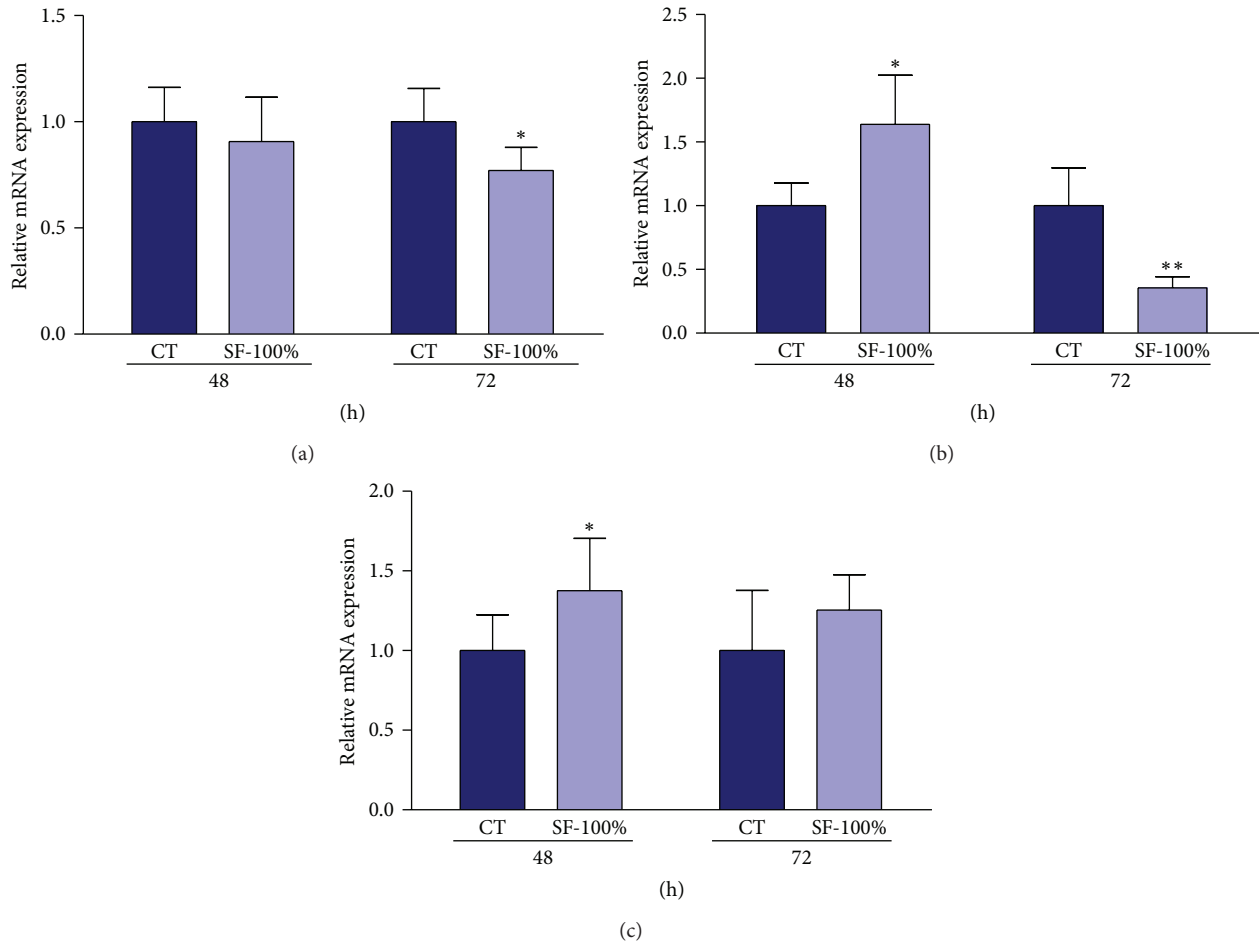 1.5
1.0
0.5
0.0
Relative mRNA expression
*
CT SF-100% CT SF-100%
48 72
(h)
(a)
2.5
2.0
1.5
1.0
0.5
0.0
Relative mRNA expression
*
**
CT SF-100% CT SF-100%
48 72
(h)
(b)
2.0
1.5
1.0
0.5
0.0
Relative mRNA expression
*
CT SF-100% CT SF-100%
48 72
(h)
(c)